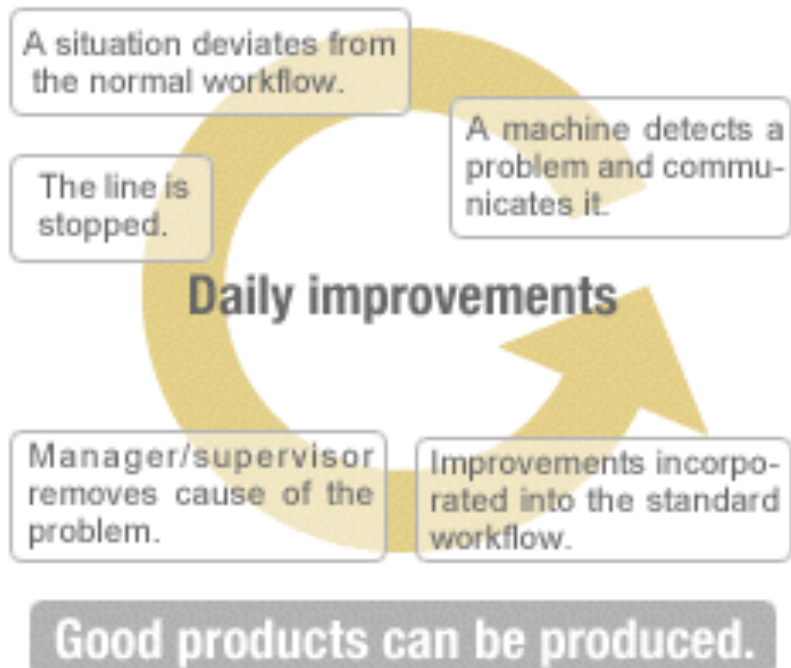 A situation deviates from
the normal workflow.
A machine detects a
problem and commu-
nicates it.
The line is
stopped.
Daily improvements
Manager/supervisor
removes cause of the
problem.
Improvements incorpo-
rated into the standard
workflow.
Good products can be produced.